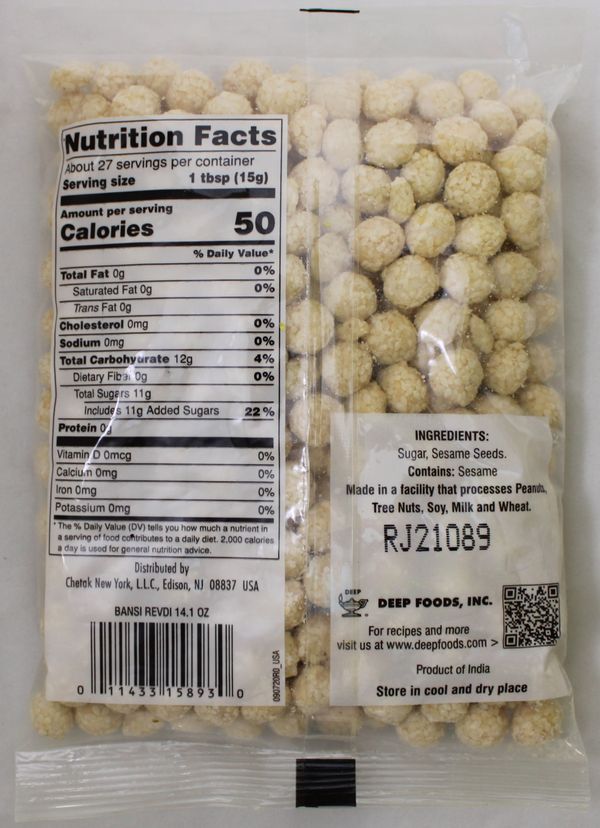 Nutrition Facts
About 27 servings per container
Serving size 1 tbsp (15g)
Amount per serving
Calories 50
% Daily Value*
Total Fat 0g 0%
Saturated Fat 0g 0%
Trans Fat 0g
Cholesterol 0mg 0%
Sodium 0mg 0%
Total Carbohydrate 12g 4%
Dietary Fiber 0g 0%
Total Sugars 11g
Includes 11g Added Sugars 22%
Protein 0g
Vitamin D 0mcg 0%
Calcium 0mg 0%
Iron 0mg 0%
Potassium 0mg 0%
*The % Daily Value (DV) tells you how much a nutrient in
a serving of food contributes to a daily diet. 2,000 calories
a day is used for general nutrition advice.
Distributed by
Chetak New York, L.L.C., Edison, NJ 08837 USA
BANSI REVDI 14.1 OZ
0 11433 15893 0
090720R0_USA
INGREDIENTS:
Sugar, Sesame Seeds.
Contains: Sesame
Made in a facility that processes Peanuts,
Tree Nuts, Soy, Milk and Wheat.
RJ21089
DEEP
DEEP FOODS, INC.
For recipes and more
visit us at www.deepfoods.com >
Product of India
Store in cool and dry place